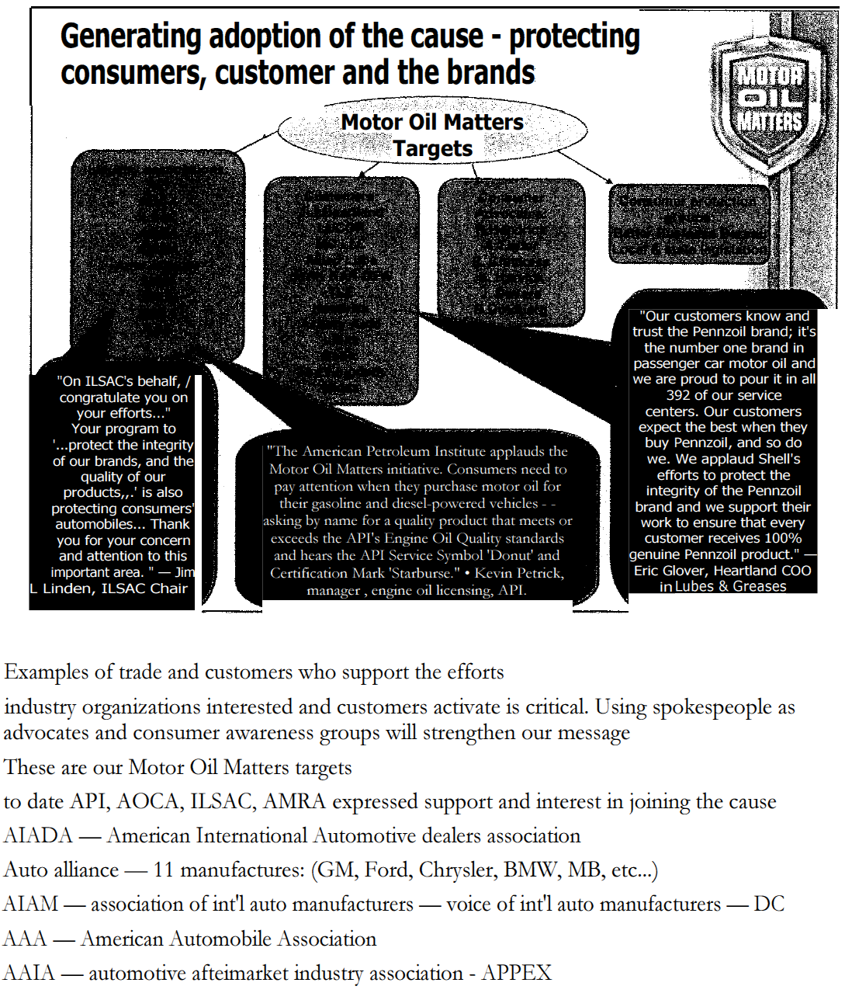 Generating adoption of the cause - protecting
consumers, customer and the brands
MOTOR
OIL
MATTERS
Motor Oil Matters
Targets
Consumer protection
"On ILSAC's behalf, /
congratulate you on
your efforts..."
Your program to
'...protect the integrity
of our brands, and the
quality of our
products,,.' is also
protecting consumers'
automobiles... Thank
you for your concern
and attention to this
important area. " — Jim
L Linden, ILSAC Chair
"The American Petroleum Institute applauds the
Motor Oil Matters initiative. Consumers need to
pay attention when they purchase motor oil for
their gasoline and diesel-powered vehicles - -
asking by name for a quality product that meets or
exceeds the API's Engine Oil Quality standards
and hears the API Service Symbol 'Donut' and
Certification Mark 'Starburse." • Kevin Petrick,
manager , engine oil licensing, API.
"Our customers know and
trust the Pennzoil brand; it's
the number one brand in
passenger car motor oil and
we are proud to pour it in all
392 of our service
centers. Our customers
expect the best when they
buy Pennzoil, and so do
we. We applaud Shell's
efforts to protect the
integrity of the Pennzoil
brand and we support their
work to ensure that every
customer receives 100%
genuine Pennzoil product." —
Eric Glover, Heartland COO
in Lubes & Greases
Examples of trade and customers who support the efforts
industry organizations interested and customers activate is critical. Using spokespeople as
advocates and consumer awareness groups will strengthen our message
These are our Motor Oil Matters targets
to date API, AOCA, ILSAC, AMRA expressed support and interest in joining the cause
AIADA — American International Automotive dealers association
Auto alliance — 11 manufactures: (GM, Ford, Chrysler, BMW, MB, etc...)
AIAM — association of int'l auto manufacturers — voice of int'l auto manufacturers — DC
AAA — American Automobile Association
AAIA — automotive afteimarket industry association - APPEX